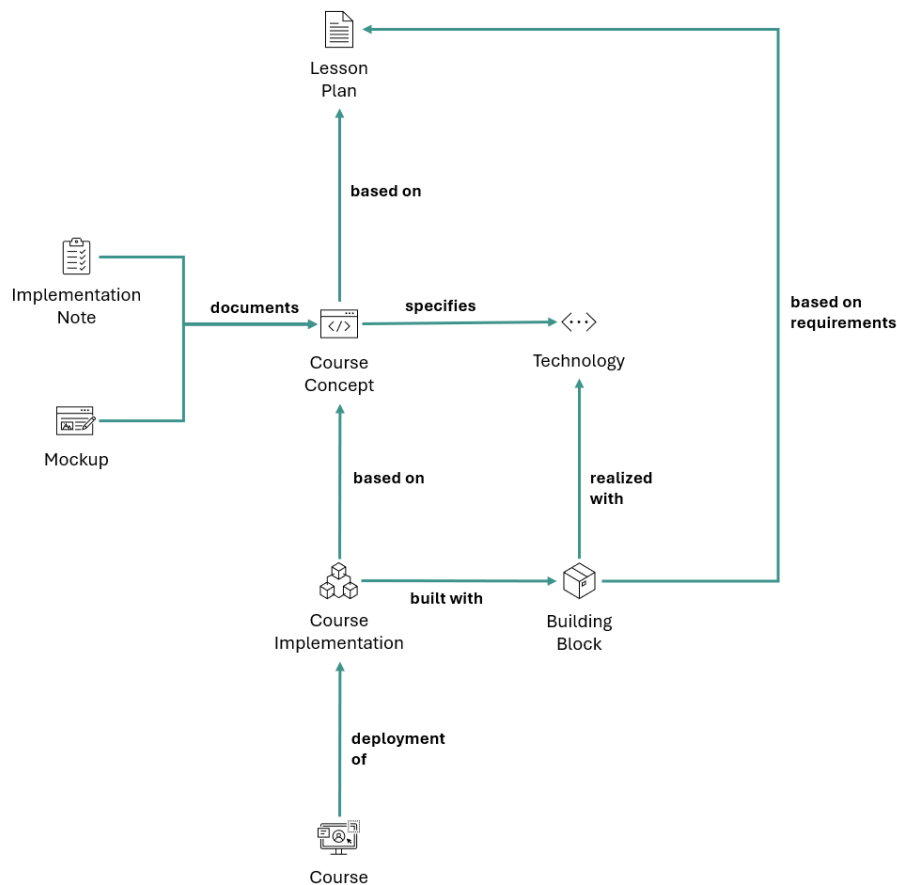 Lesson
Plan
based on
Implementation
Note
documents
specifies
based on
requirements
Course
Concept
Technology
Mockup
based on
realized
with
built with
Course
Implementation
Building
Block
deployment
of
Course